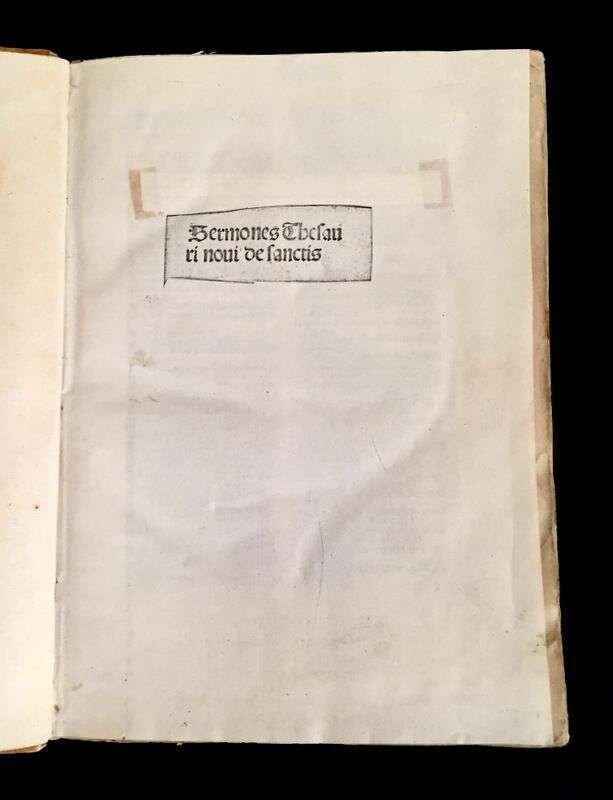 Sermones Thesau
ri noui de sanctis